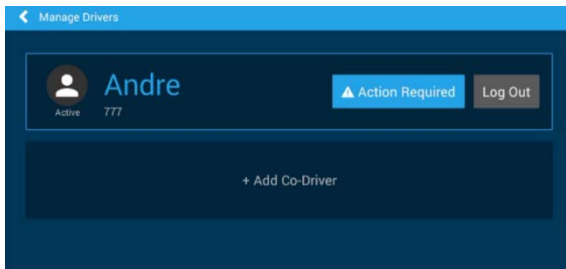 Manage Drivers
Andre
Action Required
Log Out
Active
777
+ Add Co-Driver